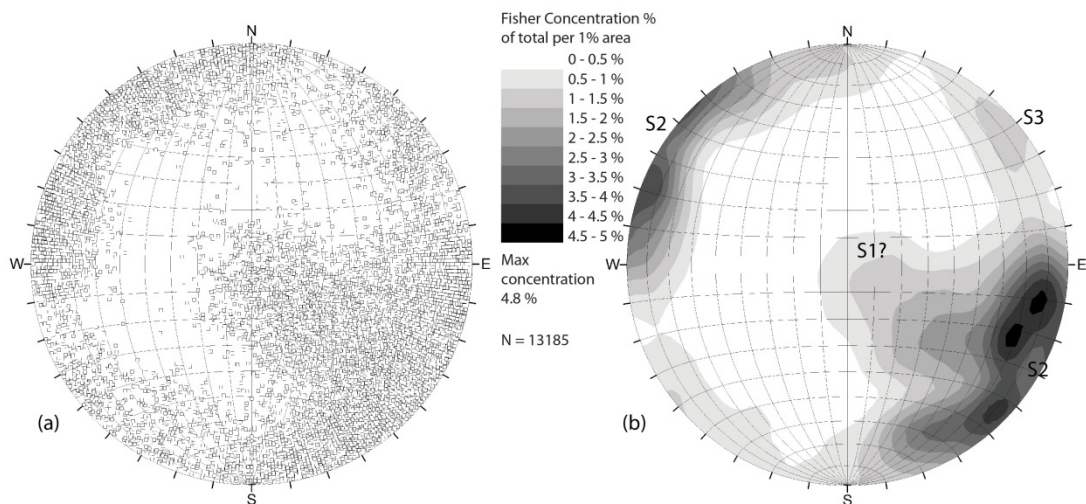 N
W
E
S
(a)
Fisher Concentration %
of total per 1% area
0 - 0.5 %
0.5 - 1 %
1 - 1.5 %
1.5 - 2 %
2 - 2.5 %
2.5 - 3 %
3 - 3.5 %
3.5 - 4 %
4 - 4.5 %
4.5 - 5 %
Max
concentration
4.8 %
N = 13185
N
S2
S3
S1?
W
E
S2
(b)
S